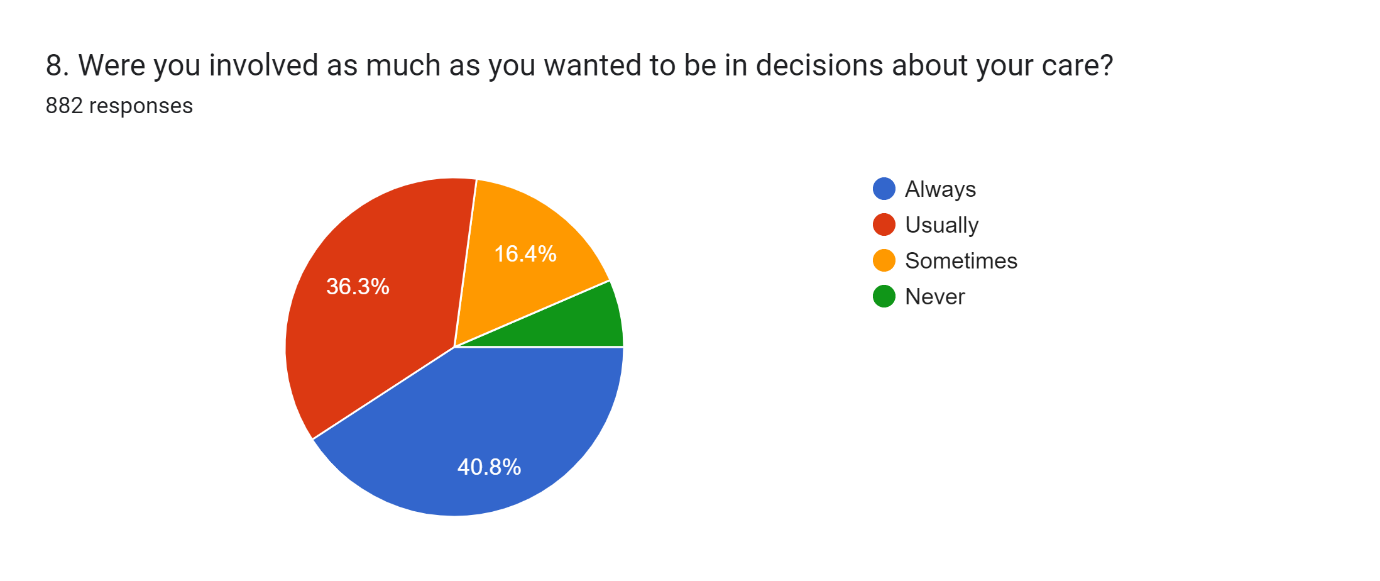 8. Were you involved as much as you wanted to be in decisions about your care?
882 responses
Always
Usually
Sometimes
Never
16.4%
36.3%
40.8%